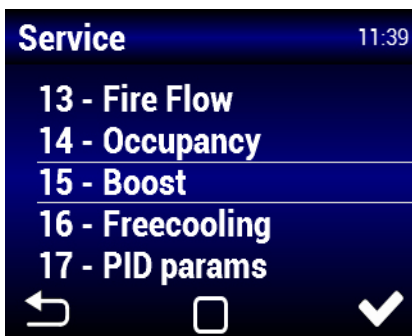 Service 11:39
13 - Fire Flow
14 - Occupancy
15 - Boost
16 - Freecooling
17 - PID params